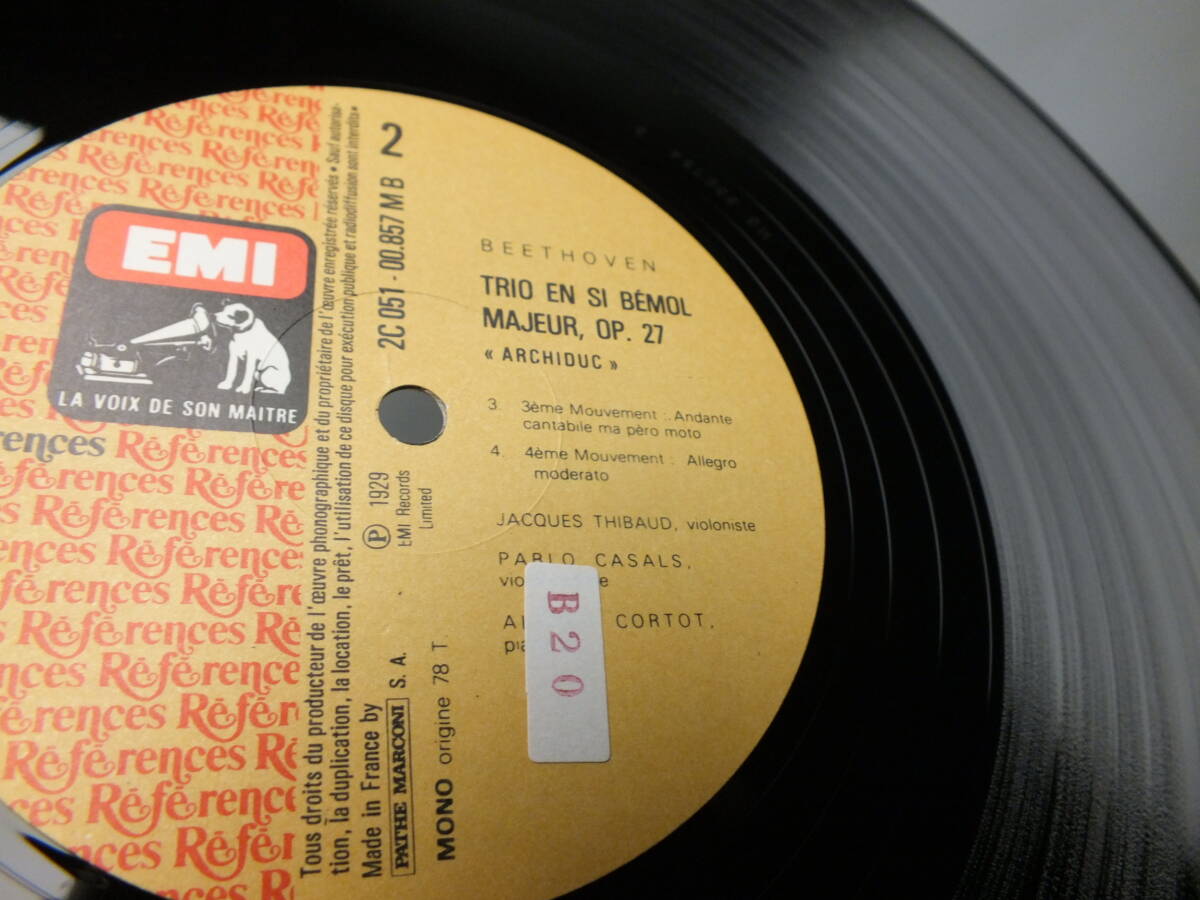 EMI
LA VOIX DE SON MAITRE
Références
Tous droits du producteur de l'œuvre phonographique et du propriétaire de l'œuvre enregistrée réservés • Sauf autorisa-
tion, la duplication, la location, le prêt, l'utilisation de ce disque pour exécution publique et radiodiffusion sont interdits•
Made in France by
PATHE MARCONI S. A.
2C 051 - 00.857 M B 2
℗ 1929
EMI Records
Limited
MONO origine 78 T.
BEETHOVEN
TRIO EN SI BÉMOL
MAJEUR, OP. 27
« ARCHIDUC »
3. 3ème Mouvement : Andante
cantabile ma pèro moto
4. 4ème Mouvement : Allegro
moderato
JACQUES THIBAUD, violoniste
PABLO CASALS,
CORTOT,
B20